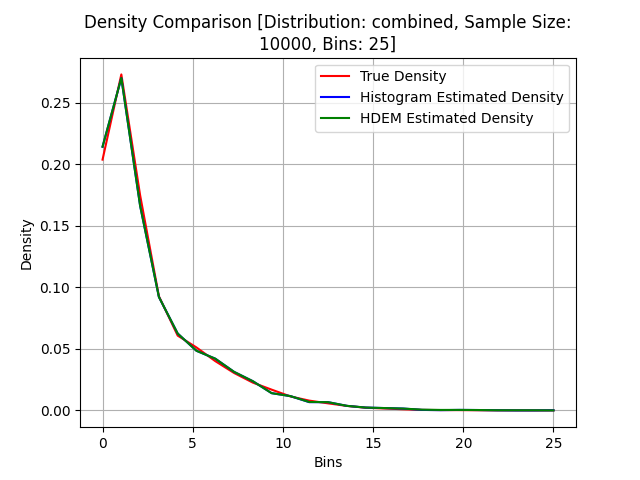 Density Comparison [Distribution: combined, Sample Size:
10000, Bins: 25]
True Density
Histogram Estimated Density
HDEM Estimated Density
Density
0.25
0.20
0.15
0.10
0.05
0.00
0 5 10 15 20 25
Bins